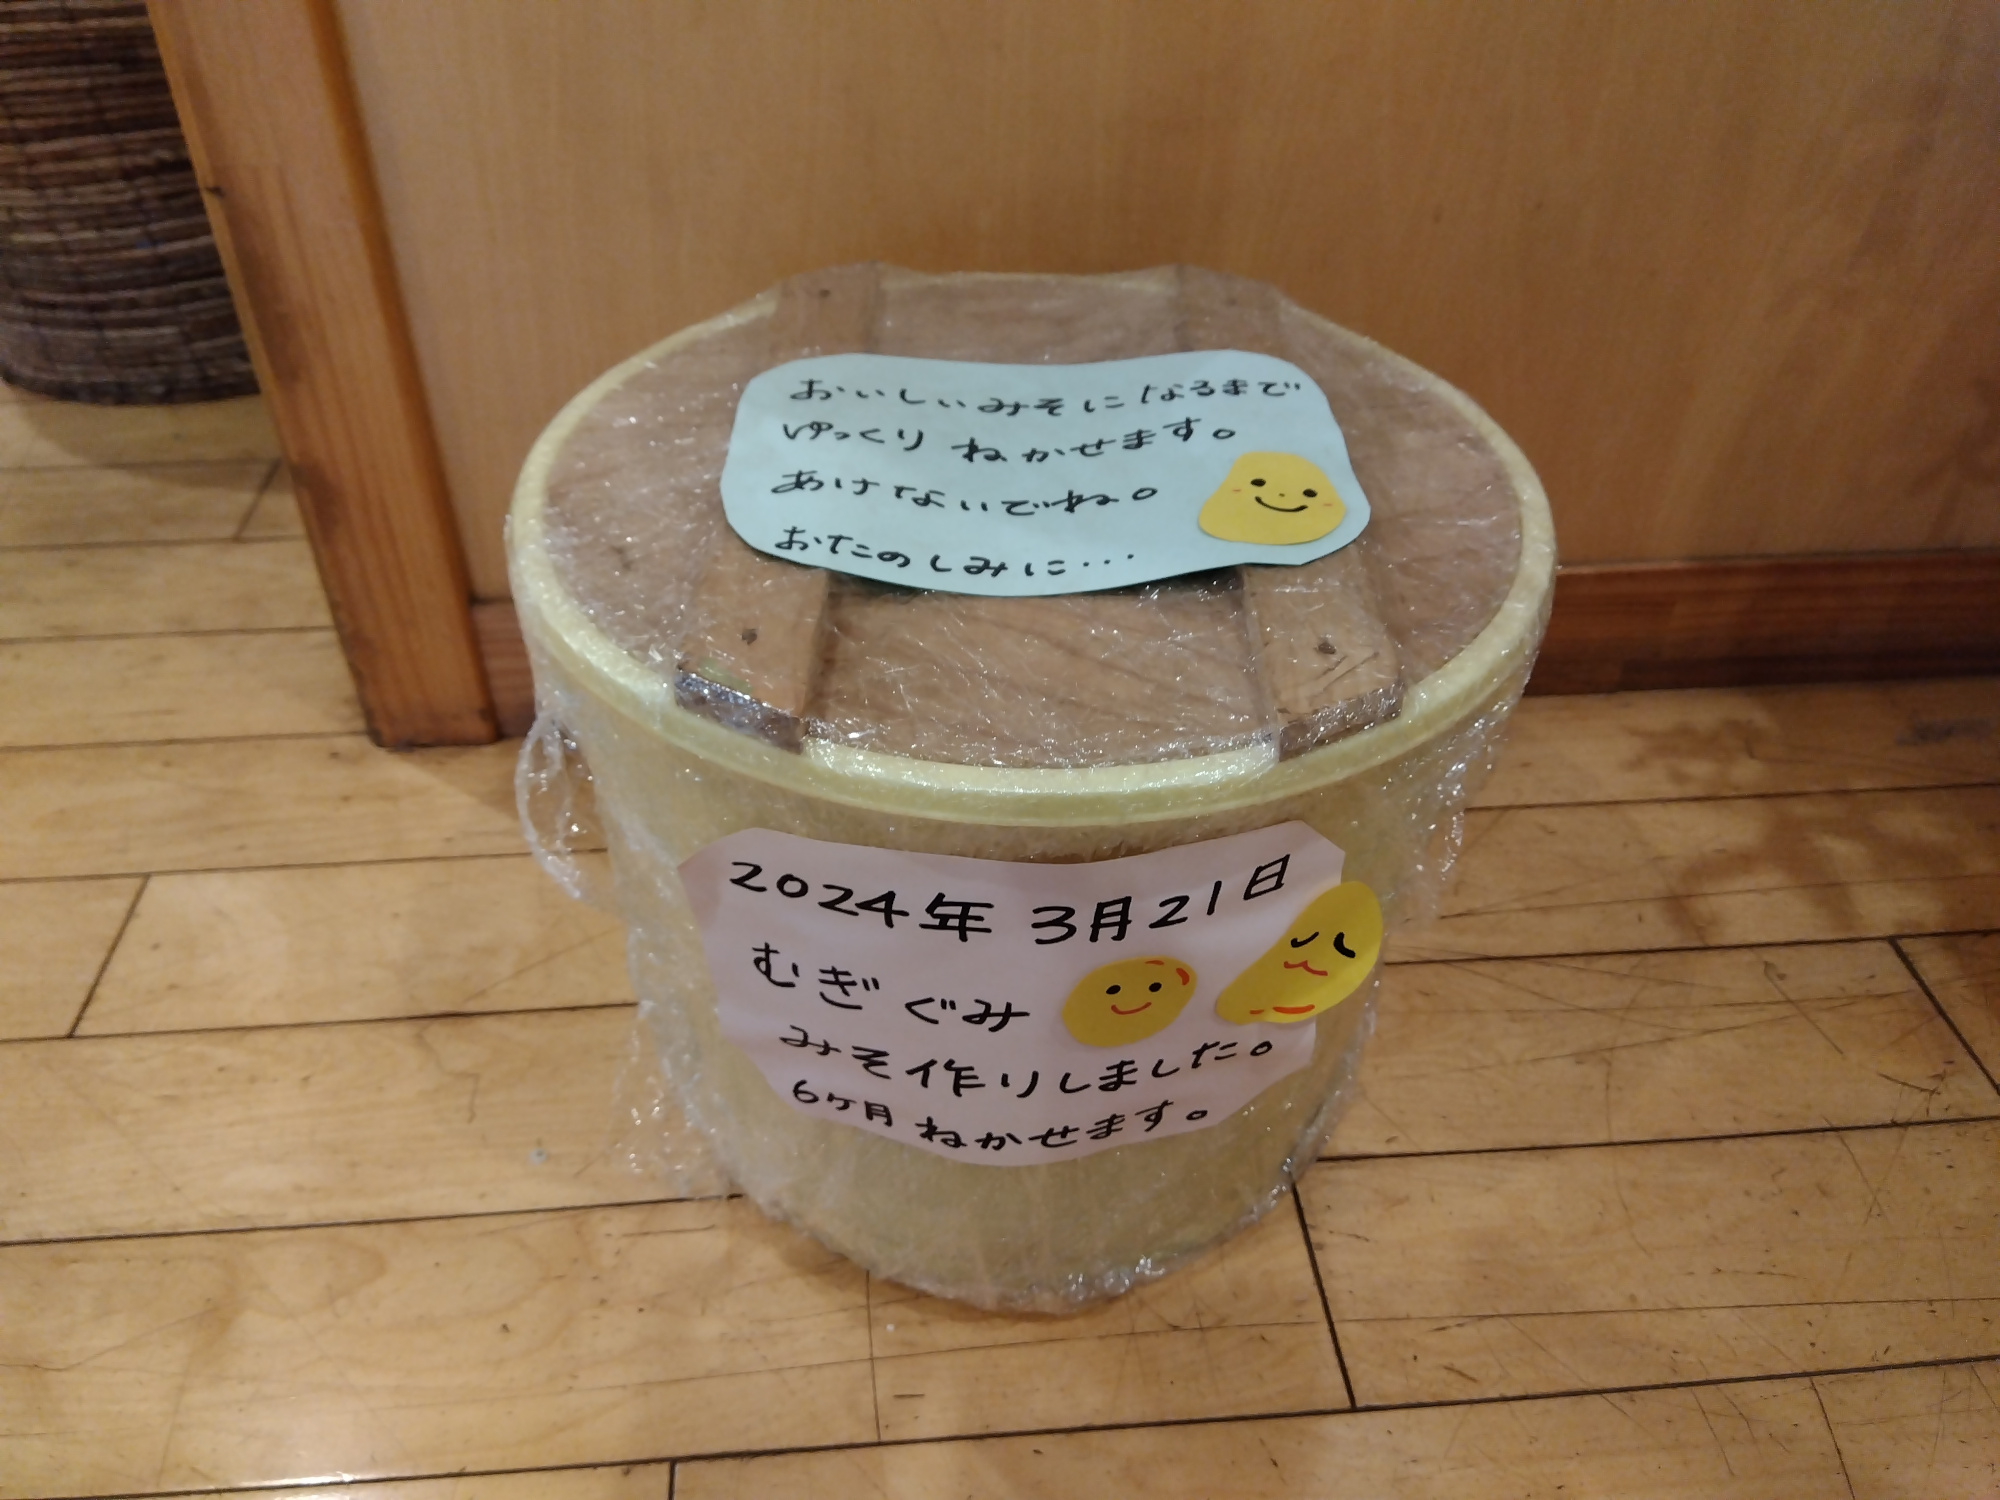 おいしいみそになるまで
ゆっくり ねかせます。
あけないでね。
おたのしみに...
2024年 3月21日
むぎぐみ
みそ作りしました。
6ヶ月 ねかせます。